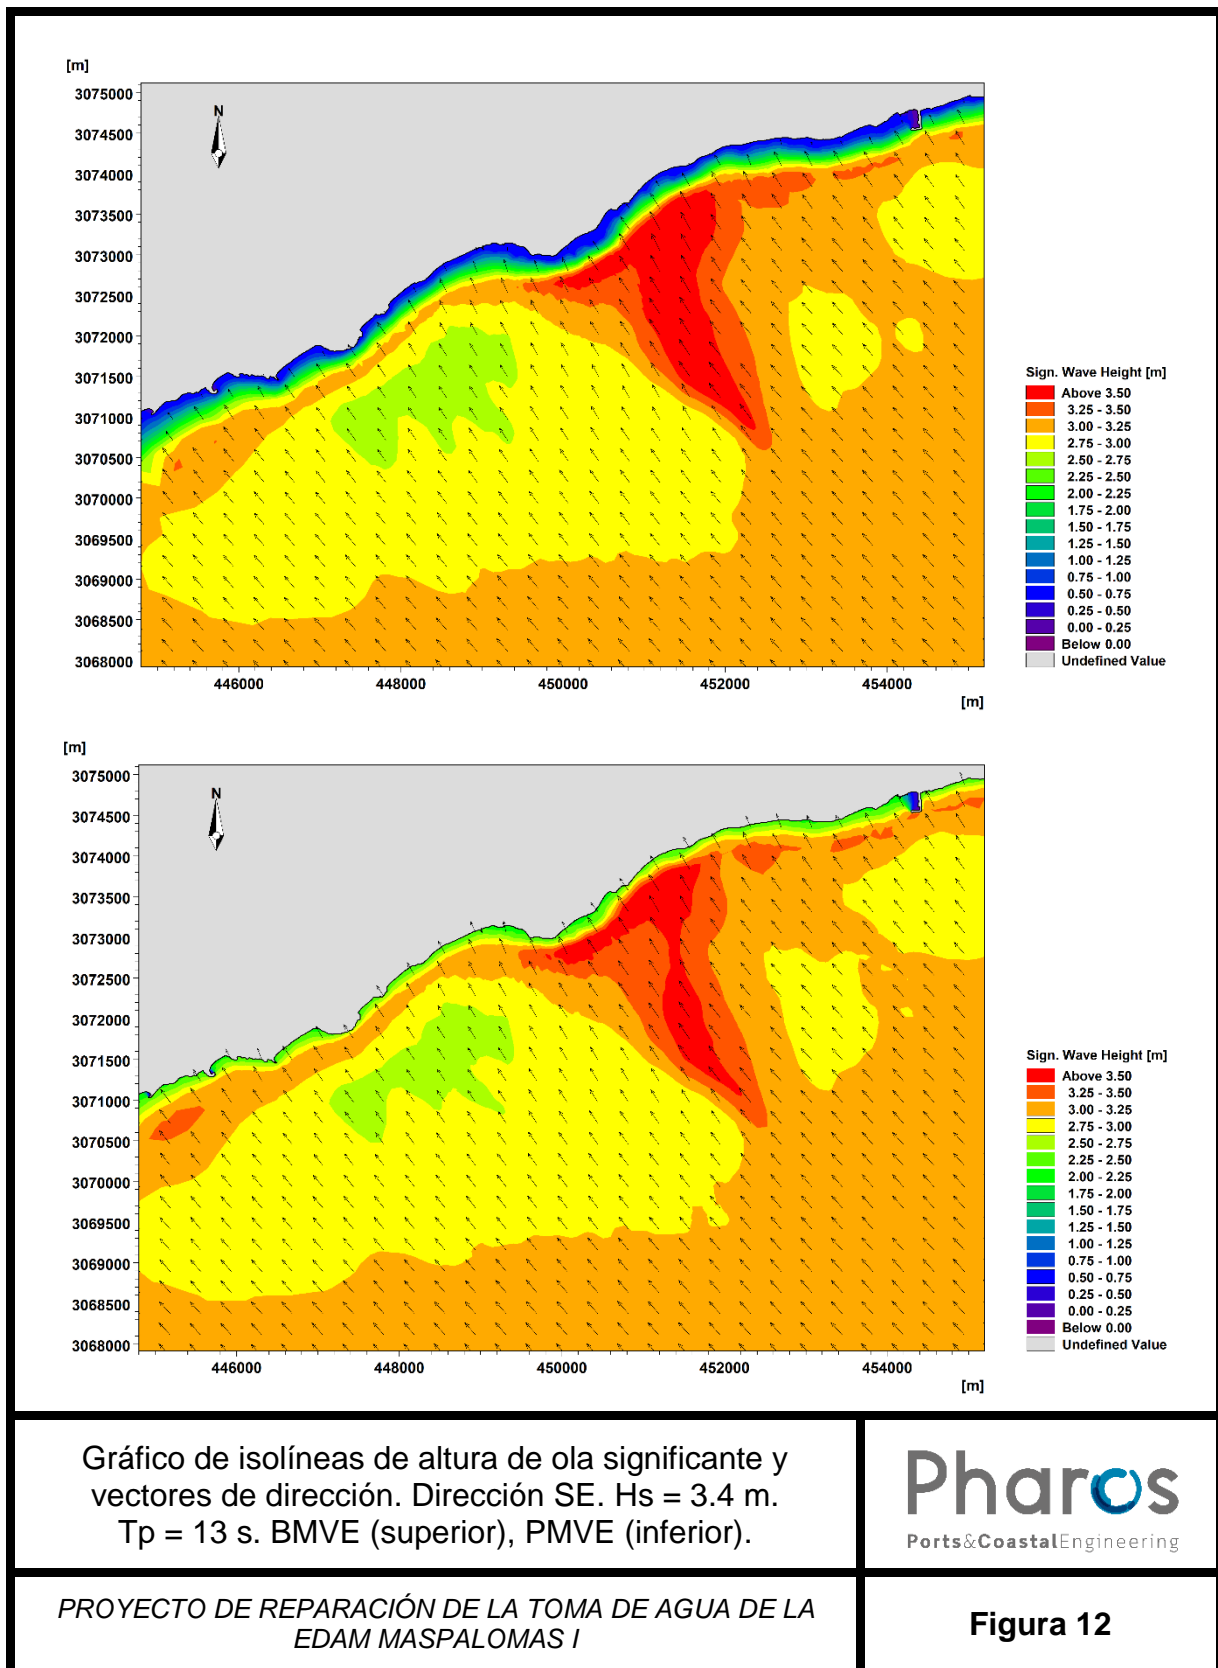 [m]
3075000
3074500
3074000
3073500
3073000
3072500
3072000
3071500
3071000
3070500
3070000
3069500
3069000
3068500
3068000
N
446000
448000
450000
452000
454000
[m]
Sign. Wave Height [m]
Above 3.50
3.25 - 3.50
3.00 - 3.25
2.75 - 3.00
2.50 - 2.75
2.25 - 2.50
2.00 - 2.25
1.75 - 2.00
1.50 - 1.75
1.25 - 1.50
1.00 - 1.25
0.75 - 1.00
0.50 - 0.75
0.25 - 0.50
0.00 - 0.25
Below 0.00
Undefined Value
[m]
3075000
3074500
3074000
3073500
3073000
3072500
3072000
3071500
3071000
3070500
3070000
3069500
3069000
3068500
3068000
N
446000
448000
450000
452000
454000
[m]
Sign. Wave Height [m]
Above 3.50
3.25 - 3.50
3.00 - 3.25
2.75 - 3.00
2.50 - 2.75
2.25 - 2.50
2.00 - 2.25
1.75 - 2.00
1.50 - 1.75
1.25 - 1.50
1.00 - 1.25
0.75 - 1.00
0.50 - 0.75
0.25 - 0.50
0.00 - 0.25
Below 0.00
Undefined Value
Gráfico de isolíneas de altura de ola significante y
vectores de dirección. Dirección SE. Hs = 3.4 m.
Tp = 13 s. BMVE (superior), PMVE (inferior).
Pharos
Ports&CoastalEngineering
PROYECTO DE REPARACIÓN DE LA TOMA DE AGUA DE LA
EDAM MASPALOMAS I
Figura 12